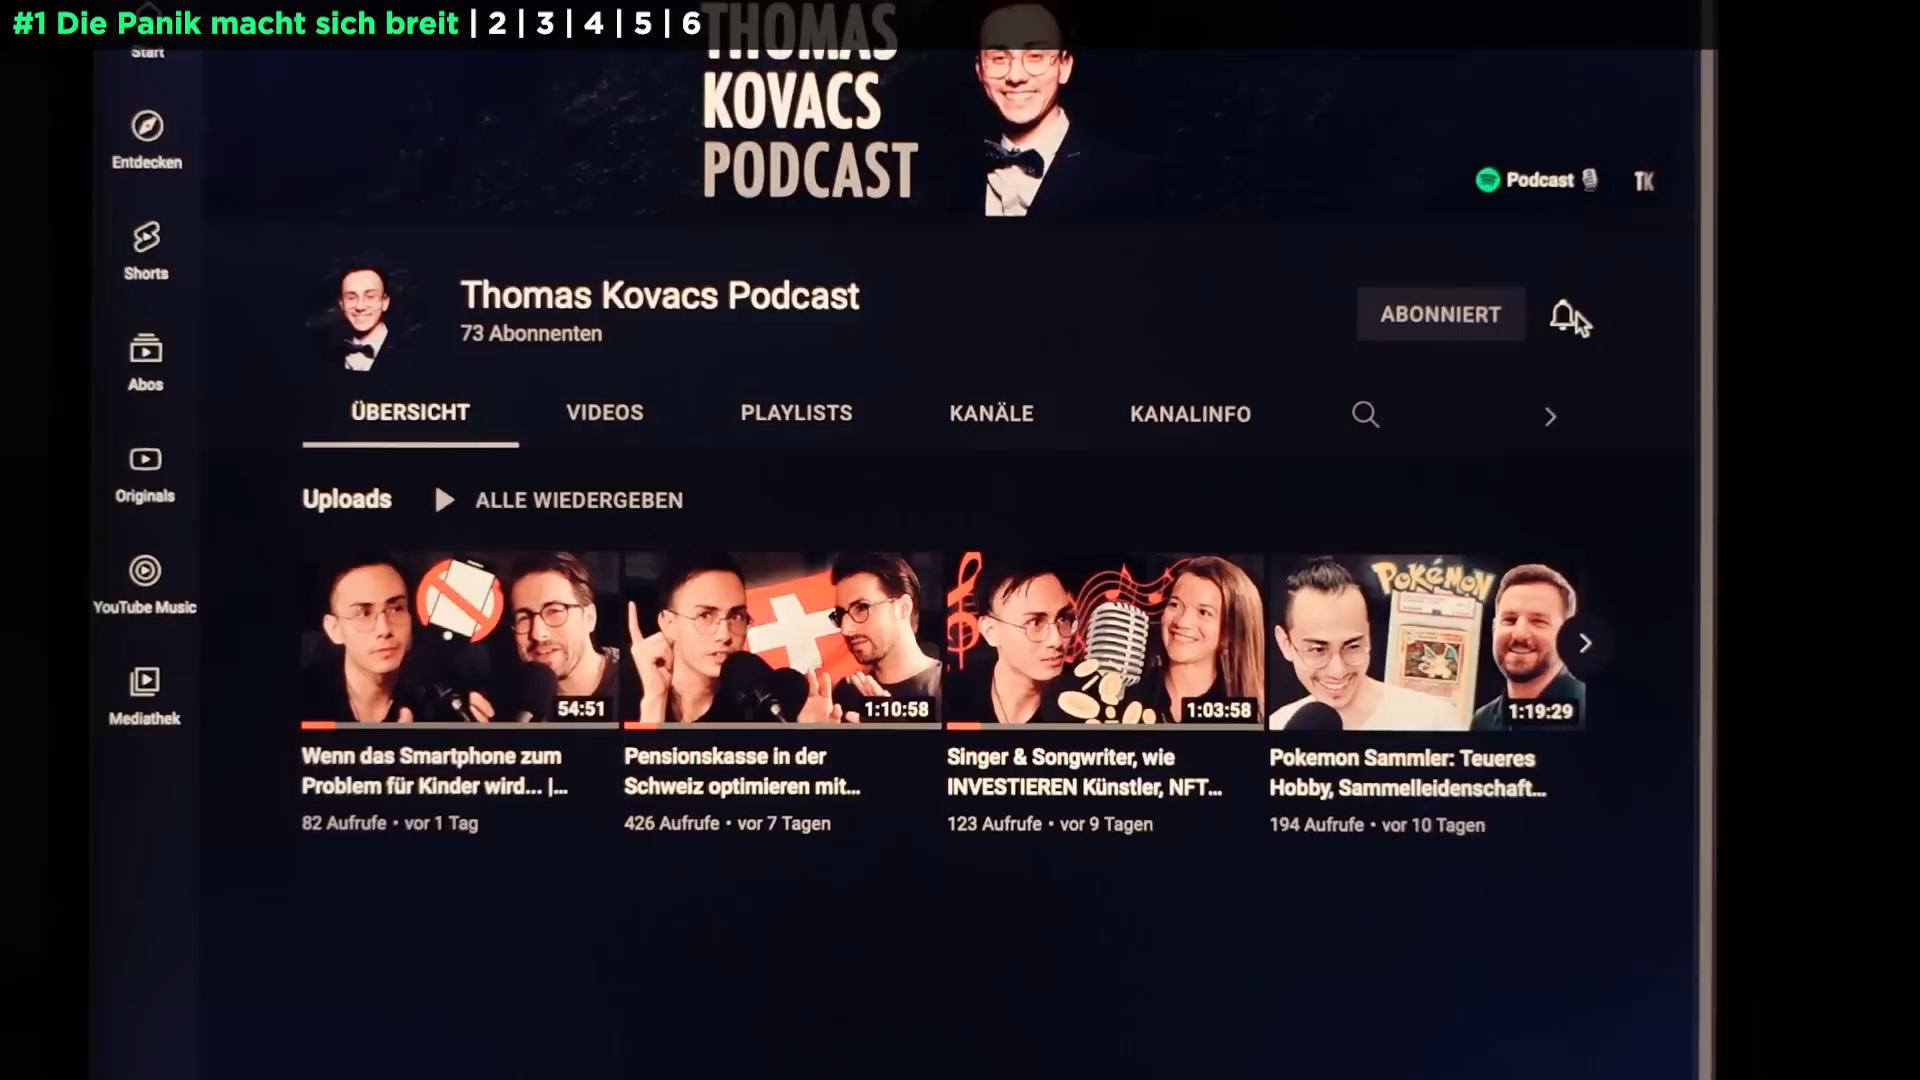 #1 Die Panik macht sich breit | 2 | 3 | 4 | 5 | 6
Start
Entdecken
Shorts
Abos
Originals
YouTube Music
Mediathek
THOMAS
KOVACS
PODCAST
Podcast
TK
Thomas Kovacs Podcast
73 Abonnenten
ABONNIERT
ÜBERSICHT
VIDEOS
PLAYLISTS
KANÄLE
KANALINFO
Uploads
ALLE WIEDERGEBEN
54:51
1:10:58
1:03:58
POKéMON
1:19:29
Wenn das Smartphone zum
Problem für Kinder wird... |...
82 Aufrufe • vor 1 Tag
Pensionskasse in der
Schweiz optimieren mit...
426 Aufrufe • vor 7 Tagen
Singer & Songwriter, wie
INVESTIEREN Künstler, NFT...
123 Aufrufe • vor 9 Tagen
Pokemon Sammler: Teueres
Hobby, Sammelleidenschaft...
194 Aufrufe • vor 10 Tagen